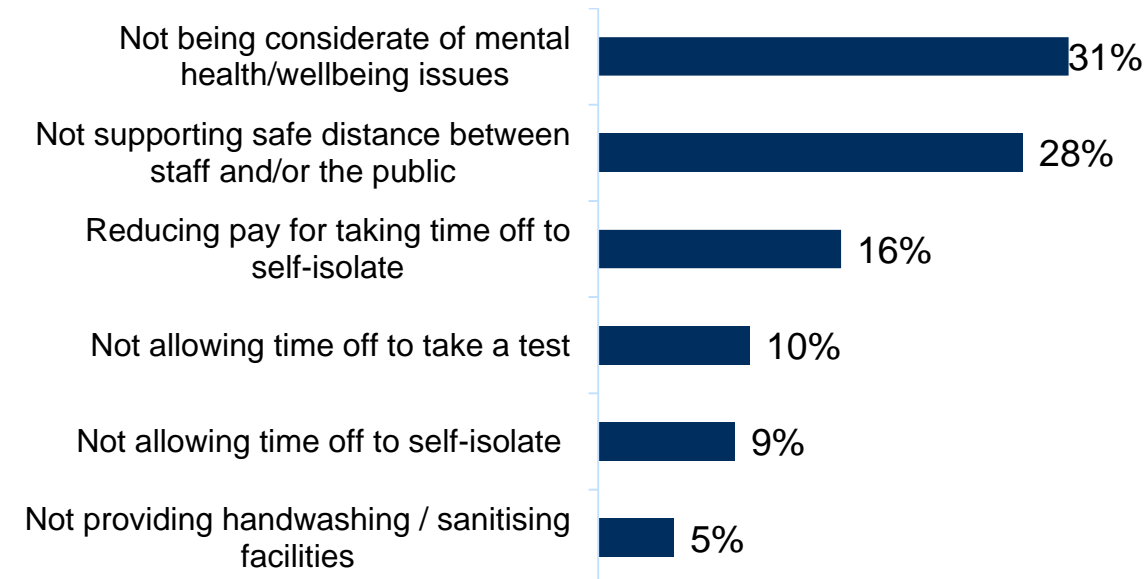 Not being considerate of mental
health/wellbeing issues
31%
Not supporting safe distance between
staff and/or the public
28%
Reducing pay for taking time off to
self-isolate
16%
Not allowing time off to take a test
10%
Not allowing time off to self-isolate
9%
Not providing handwashing / sanitising
facilities
5%